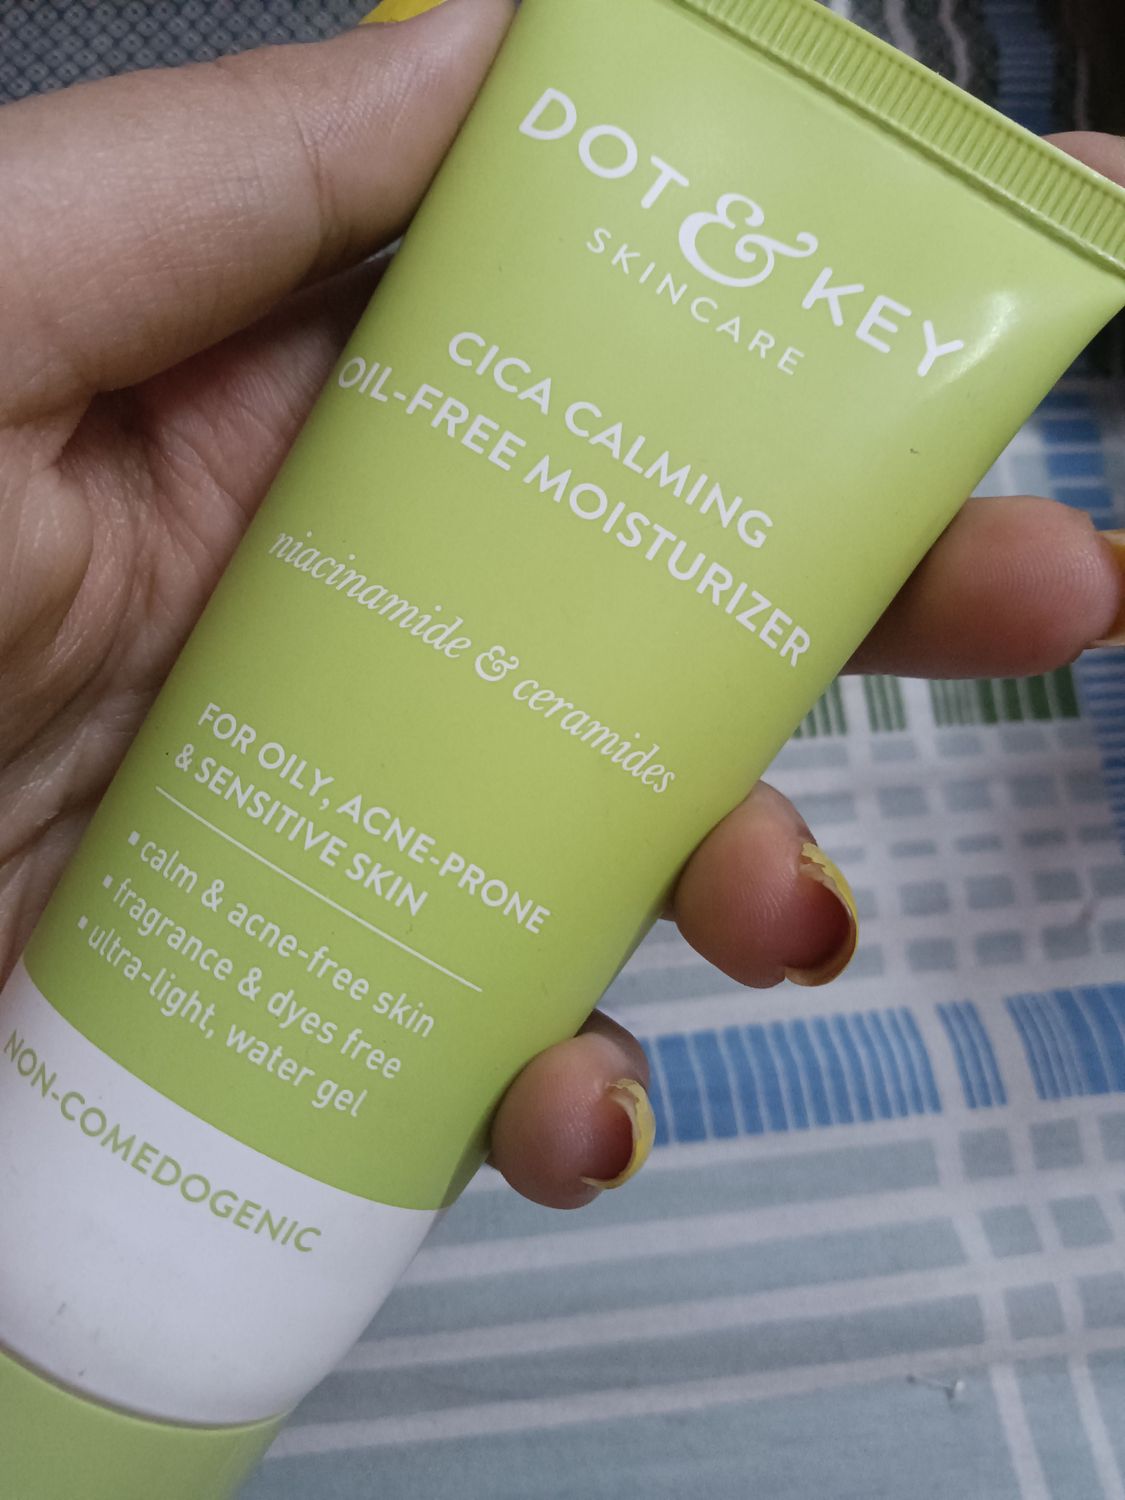 DOT & KEY
SKINCARE
CICA CALMING
OIL-FREE MOISTURIZER
niacinamide & ceramides
FOR OILY, ACNE-PRONE
& SENSITIVE SKIN
▪ calm & acne-free skin
▪ fragrance & dyes free
▪ ultra-light, water gel
NON-COMEDOGENIC